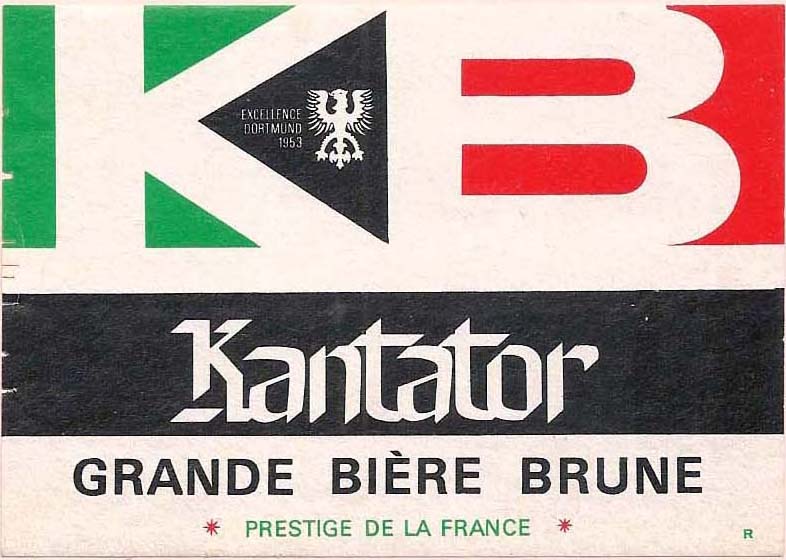 KB
EXCELLENCE
DORTMUND
1953
Kantator
GRANDE BIÈRE BRUNE
* PRESTIGE DE LA FRANCE *
R